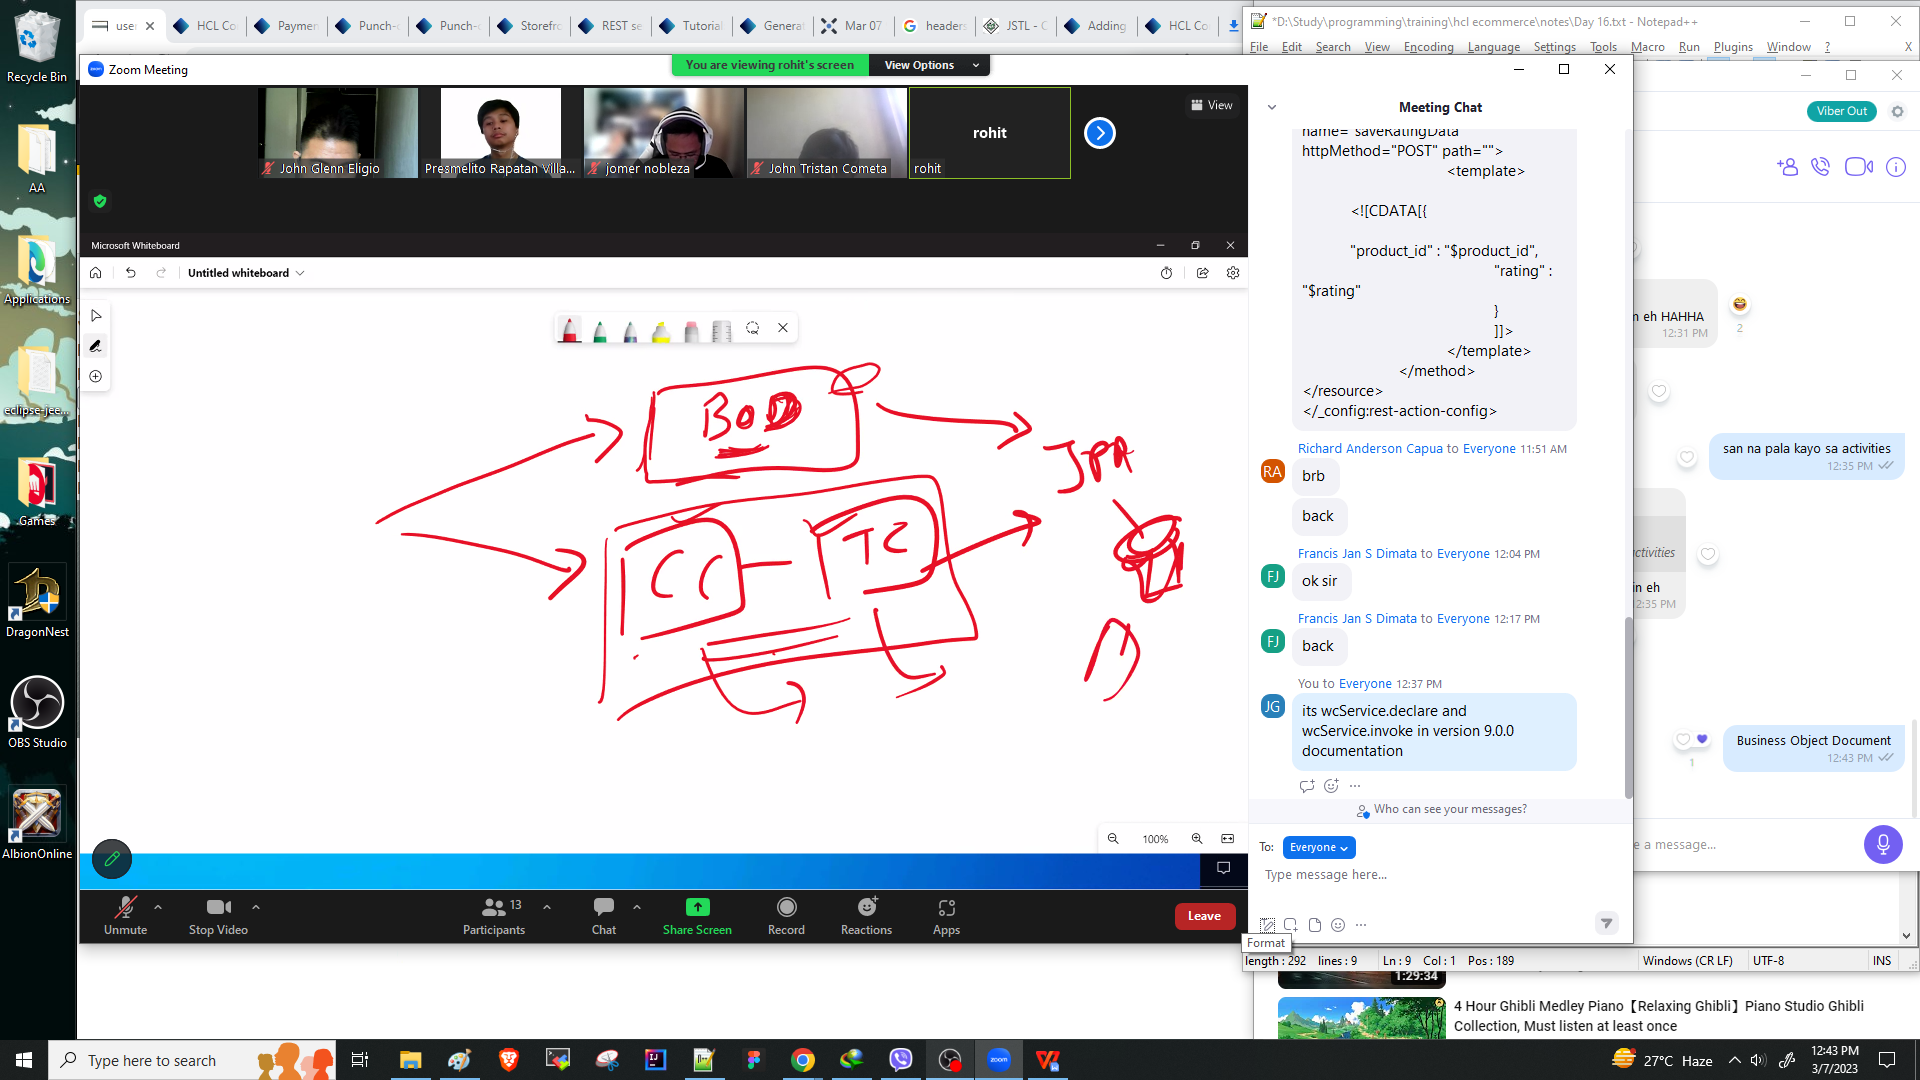 Recycle Bin
AA
Applications
eclipse-jee...
Games
DragonNest
OBS Studio
AlbionOnline
user
HCL Co
Paymen
Punch-
Punch-
Storefro
REST se
Tutorial
Generat
Mar 07
headers
JSTL - C
Adding
HCL Co
*D:\Study\programming\training\hcl ecommerce\notes\Day 16.txt - Notepad++
File Edit Search View Encoding Language Settings Tools Macro Run Plugins Window ?
X
Zoom Meeting
You are viewing rohit's screen
View Options
John Glenn Eligio
Presmelito Rapatan Villa...
jomer nobleza
John Tristan Cometa
rohit
rohit
View
Microsoft Whiteboard
Untitled whiteboard
BOD
JPA
CC
TC
100%
Meeting Chat
name="saveRatingData
httpMethod="POST" path="">
<template>
<![CDATA[{
"product_id" : "$product_id",
"rating" :
"$rating"
}
]]>
</template>
</method>
</resource>
</_config:rest-action-config>
Richard Anderson Capua to Everyone 11:51 AM
RA
brb
back
Francis Jan S Dimata to Everyone 12:04 PM
FJ
ok sir
Francis Jan S Dimata to Everyone 12:17 PM
FJ
back
You to Everyone 12:37 PM
JG
its wcService.declare and
wcService.invoke in version 9.0.0
documentation
Who can see your messages?
To: Everyone
Type message here...
Format
Unmute
Stop Video
13
Participants
Chat
Share Screen
Record
Reactions
Apps
Leave
Viber Out
n eh HAHHA
12:31 PM
2
san na pala kayo sa activities
12:35 PM
activities
in eh
12:35 PM
Business Object Document
12:43 PM
1
e a message...
length : 292 lines : 9 Ln : 9 Col : 1 Pos : 189 Windows (CR LF) UTF-8 INS
1:29:34
4 Hour Ghibli Medley Piano【Relaxing Ghibli】Piano Studio Ghibli
Collection, Must listen at least once
Type here to search
zoom
27°C Haze
12:43 PM
3/7/2023